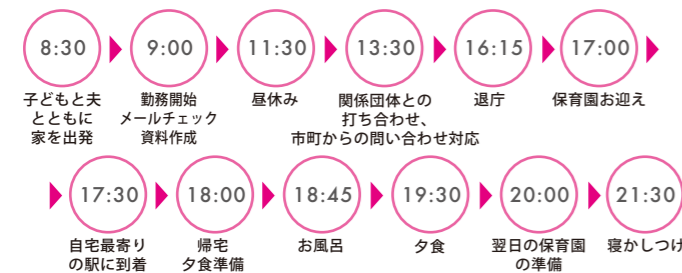 8:30
9:00
11:30
13:30
16:15
17:00
子どもと夫
とともに
家を出発
勤務開始
メールチェック
資料作成
昼休み
関係団体との
打ち合わせ、
市町からの問い合わせ対応
退庁
保育園お迎え
17:30
18:00
18:45
19:30
20:00
21:30
自宅最寄り
の駅に到着
帰宅
夕食準備
お風呂
夕食
翌日の保育園
の準備
寝かしつけ